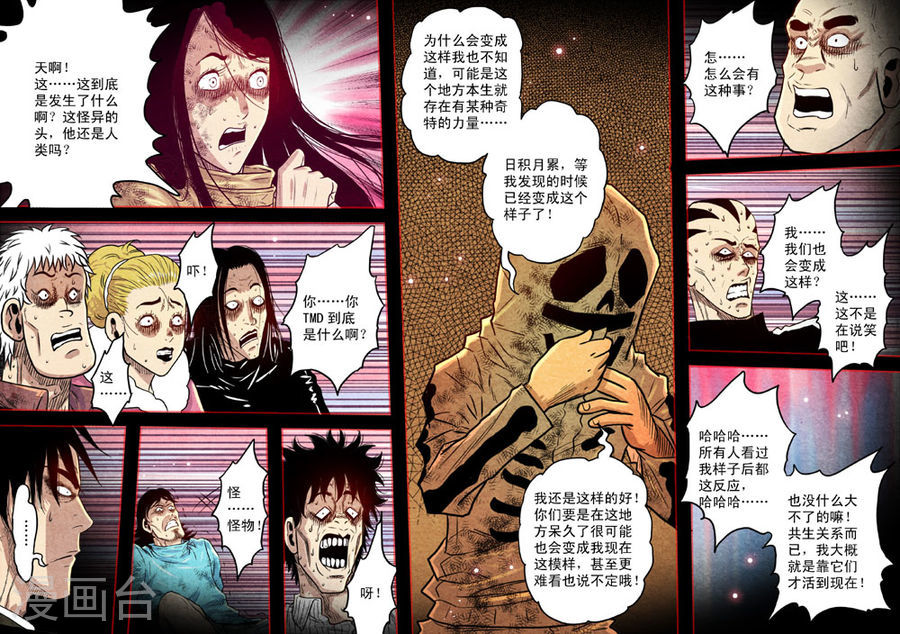 天啊！
这……这到底
是发生了什么
啊？这怪异的
头，他还是人
类吗？
吓！
你……你
TMD 到底
是什么啊？
这……
……
怪……
怪物！
呀！
为什么会变成
这样我也不知
道，可能是这
个地方本生就
存在有某种奇
特的力量……
日积月累，等
我发现的时候
已经变成这个
样子了！
我还是这样的好！
你们要是在这地
方呆久了很可能
也会变成我现在
这模样，甚至更
难看也说不定哦！
怎……
怎么会有
这种事？
我……
我们也
会变成
这样？
这……
这不是
在说笑
吧！
哈哈哈……
所有人看过
我样子后都
这反应，
哈哈哈……
也没什么大
不了的嘛！
共生关系而
已，我大概
就是靠它们
才活到现在！
漫画台